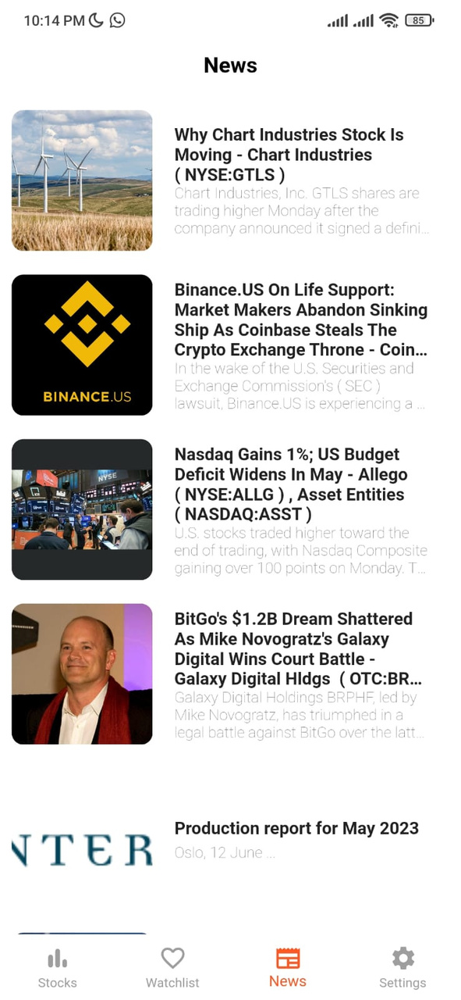 10:14 PM
85
News
Why Chart Industries Stock Is
Moving - Chart Industries
( NYSE:GTLS )
Chart Industries, Inc. GTLS shares are
trading higher Monday after the
company announced it signed a defini...
BINANCE.US
Binance.US On Life Support:
Market Makers Abandon Sinking
Ship As Coinbase Steals The
Crypto Exchange Throne - Coin...
In the wake of the U.S. Securities and
Exchange Commission's ( SEC )
lawsuit, Binance.US is experiencing a ...
NYSE
Nasdaq Gains 1%; US Budget
Deficit Widens In May - Allego
( NYSE:ALLG ) , Asset Entities
( NASDAQ:ASST )
U.S. stocks traded higher toward the
end of trading, with Nasdaq Composite
gaining over 100 points on Monday. T...
BitGo's $1.2B Dream Shattered
As Mike Novogratz's Galaxy
Digital Wins Court Battle -
Galaxy Digital Hldgs ( OTC:BR...
Galaxy Digital Holdings BRPHF, led by
Mike Novogratz, has triumphed in a
legal battle against BitGo over the latt...
NTER
Production report for May 2023
Oslo, 12 June ...
Stocks
Watchlist
News
Settings